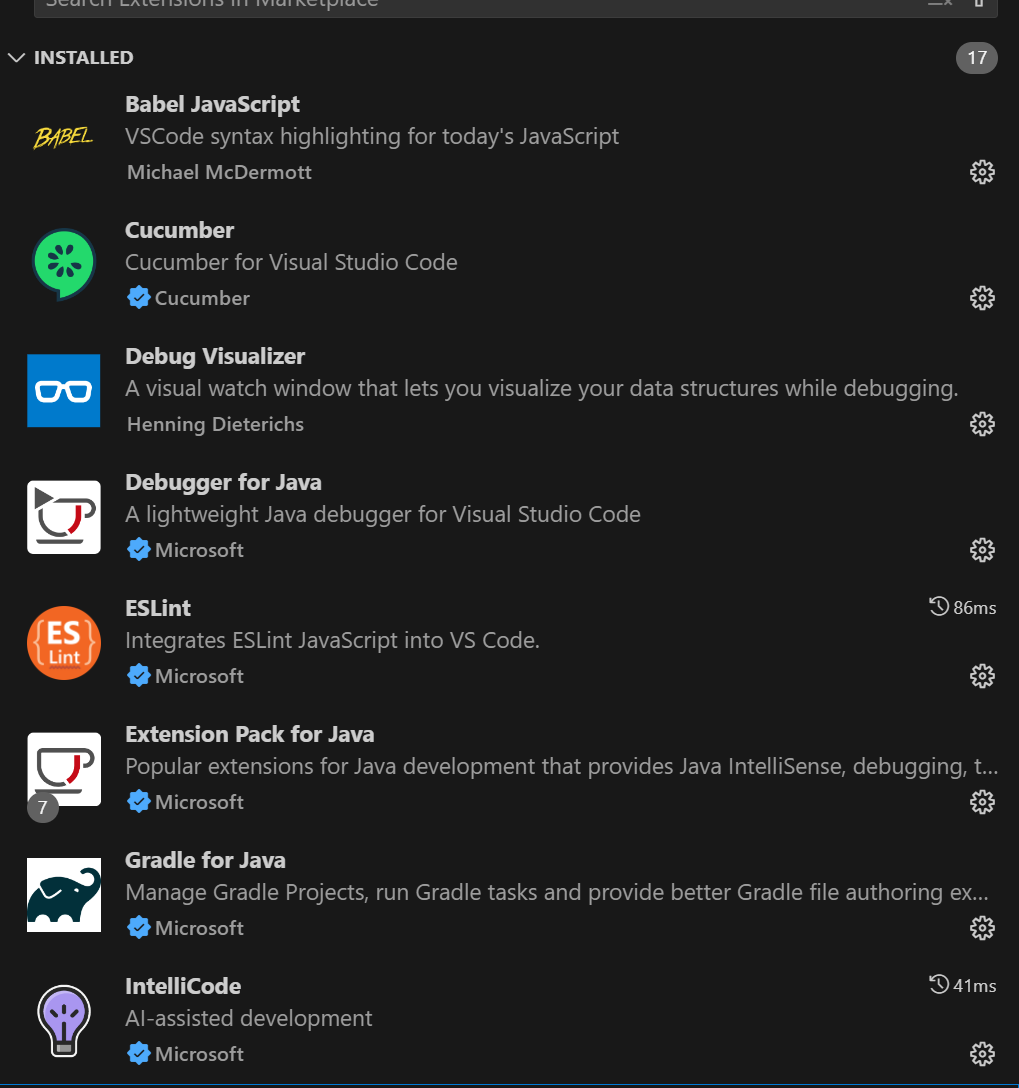 Search Extensions in Marketplace
INSTALLED
17
BABEL
Babel JavaScript
VSCode syntax highlighting for today's JavaScript
Michael McDermott
Cucumber
Cucumber for Visual Studio Code
Cucumber
Debug Visualizer
A visual watch window that lets you visualize your data structures while debugging.
Henning Dieterichs
Debugger for Java
A lightweight Java debugger for Visual Studio Code
Microsoft
{ES}
Lint
ESLint
86ms
Integrates ESLint JavaScript into VS Code.
Microsoft
Extension Pack for Java
Popular extensions for Java development that provides Java IntelliSense, debugging, t...
7
Microsoft
Gradle for Java
Manage Gradle Projects, run Gradle tasks and provide better Gradle file authoring ex...
Microsoft
IntelliCode
41ms
AI-assisted development
Microsoft